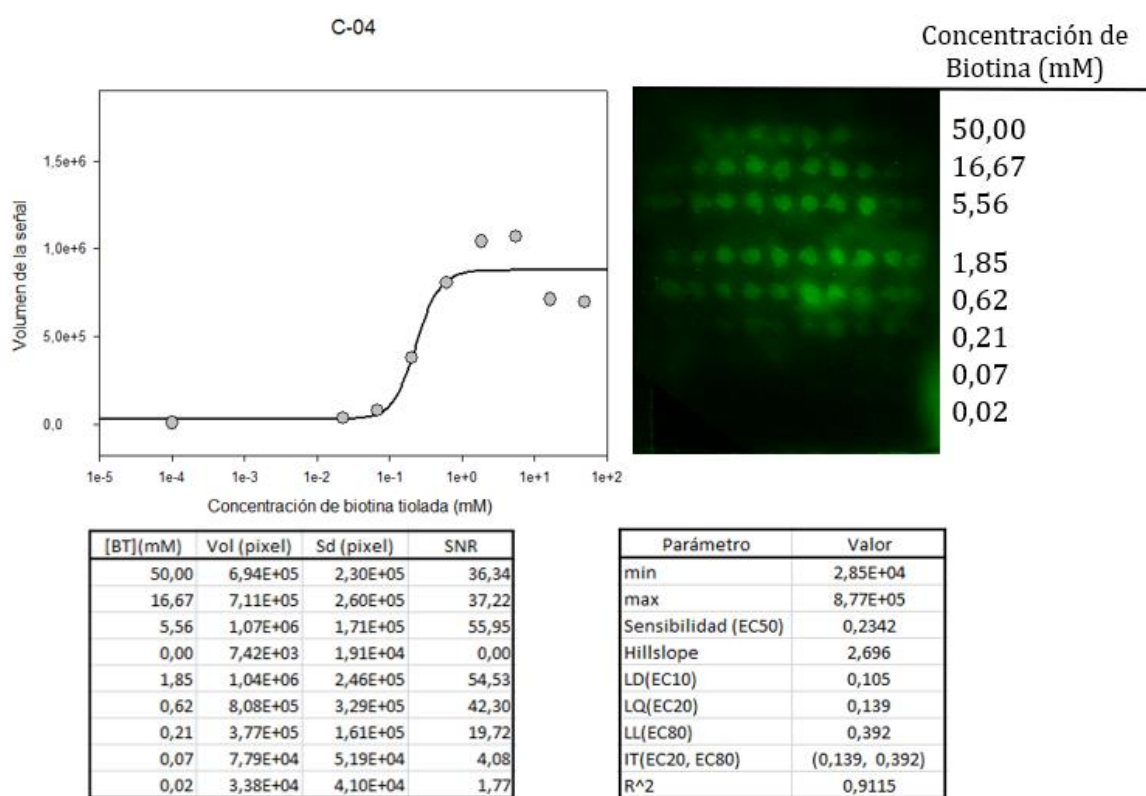 C-04
Concentración de
Biotina (mM)
Volumen de la señal
1,5e+6
1,0e+6
5,0e+5
0,0
1e-5 1e-4 1e-3 1e-2 1e-1 1e+0 1e+1 1e+2
Concentración de biotina tiolada (mM)
50,00
16,67
5,56
1,85
0,62
0,21
0,07
0,02
[BT](mM) Vol (pixel) Sd (pixel) SNR
50,00 6,94E+05 2,30E+05 36,34
16,67 7,11E+05 2,60E+05 37,22
5,56 1,07E+06 1,71E+05 55,95
0,00 7,42E+03 1,91E+04 0,00
1,85 1,04E+06 2,46E+05 54,53
0,62 8,08E+05 3,29E+05 42,30
0,21 3,77E+05 1,61E+05 19,72
0,07 7,79E+04 5,19E+04 4,08
0,02 3,38E+04 4,10E+04 1,77
Parámetro Valor
min 2,85E+04
max 8,77E+05
Sensibilidad (EC50) 0,2342
Hillslope 2,696
LD(EC10) 0,105
LQ(EC20) 0,139
LL(EC80) 0,392
IT(EC20, EC80) (0,139, 0,392)
R^2 0,9115